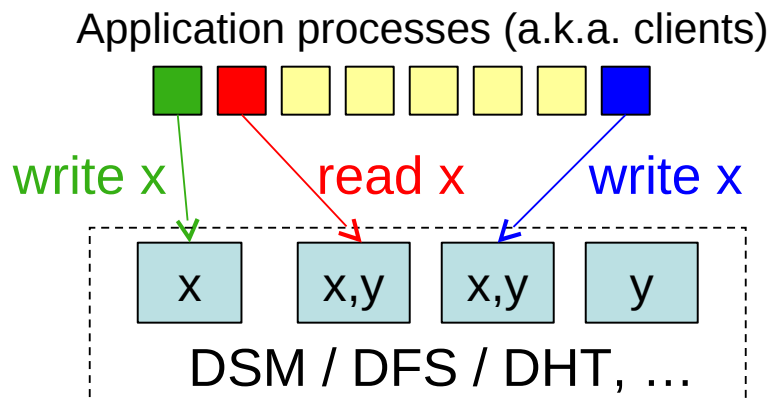 Application processes (a.k.a. clients)
write x read x write x
x x,y x,y y
DSM / DFS / DHT, …